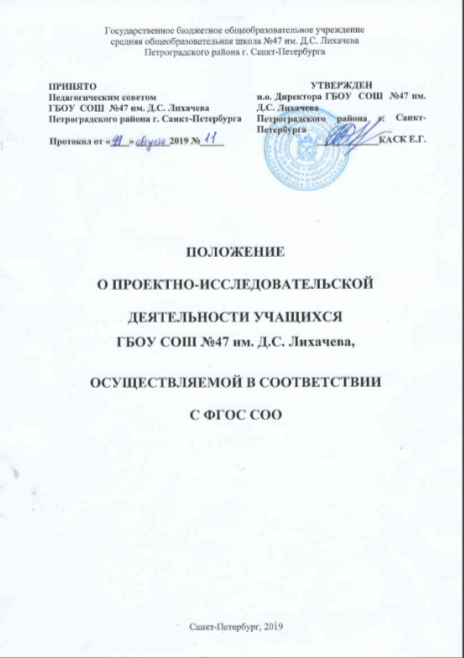 Государственное бюджетное общеобразовательное учреждение
средняя общеобразовательная школа №47 им. Д.С. Лихачева
Петроградского района г. Санкт-Петербурга
ПРИНЯТО
Педагогическим советом
ГБОУ СОШ №47 им. Д.С. Лихачева
Петроградского района г. Санкт-Петербурга
Протокол от « » августа 2019 № 11
УТВЕРЖДЕН
и.о. Директора ГБОУ СОШ №47 им.
Д.С. Лихачева
Петроградского района г. Санкт-
Петербурга
КАСК Е.Г.
ПОЛОЖЕНИЕ
О ПРОЕКТНО-ИССЛЕДОВАТЕЛЬСКОЙ
ДЕЯТЕЛЬНОСТИ УЧАЩИХСЯ
ГБОУ СОШ №47 им. Д.С. Лихачева,
ОСУЩЕСТВЛЯЕМОЙ В СООТВЕТСТВИИ
С ФГОС СОО
Санкт-Петербург, 2019